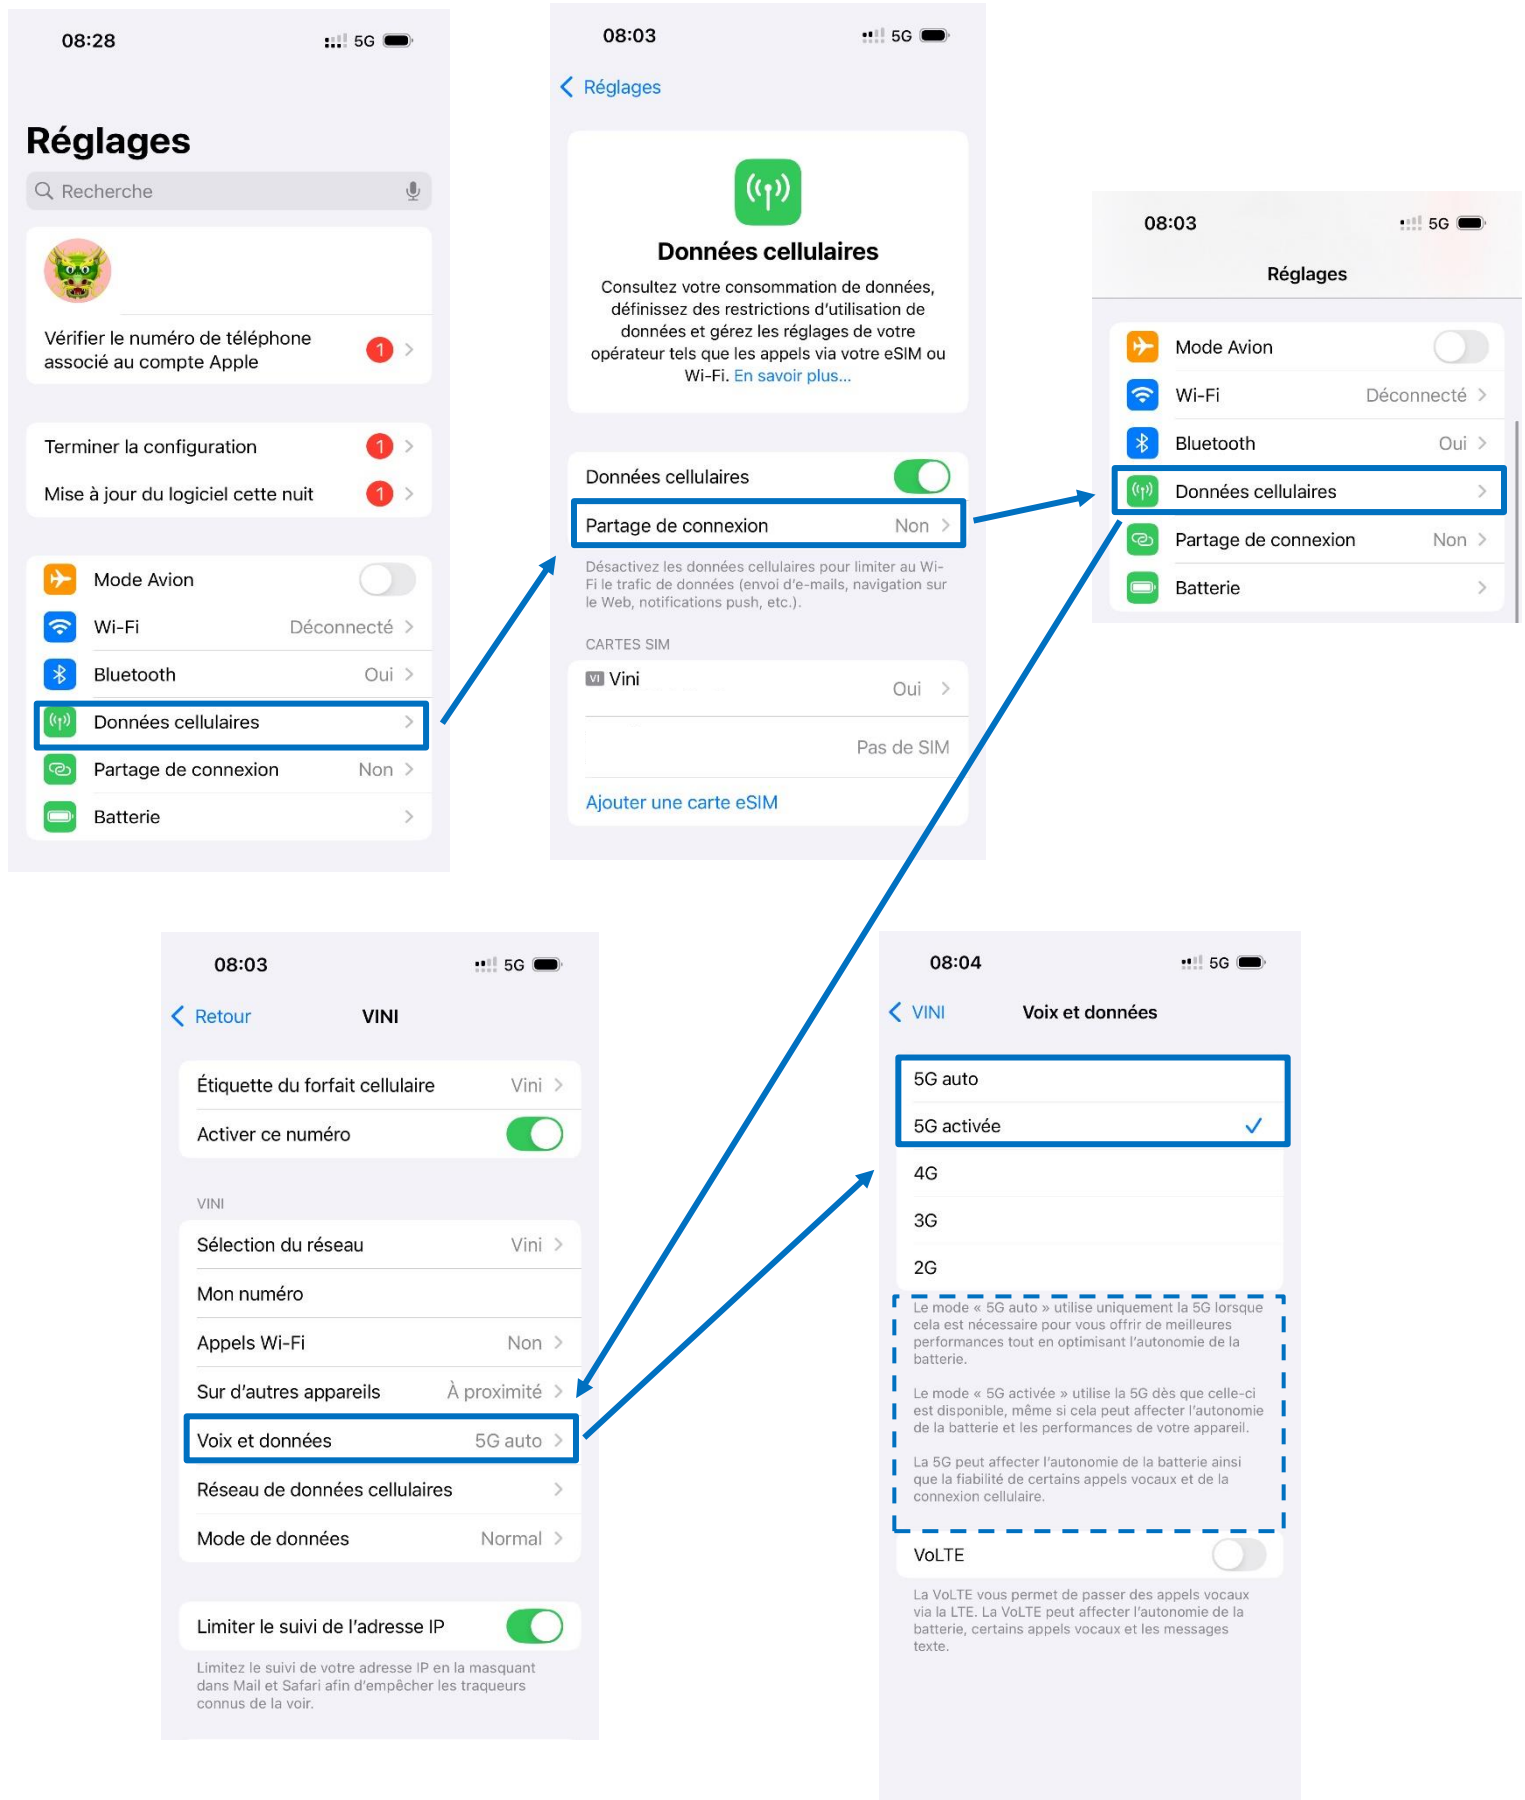 08:28
5G
Réglages
Recherche
Vérifier le numéro de téléphone
associé au compte Apple
1
Terminer la configuration
1
Mise à jour du logiciel cette nuit
1
Mode Avion
Wi-Fi
Déconnecté
Bluetooth
Oui
Données cellulaires
Partage de connexion
Non
Batterie
08:03
5G
Réglages
Données cellulaires
Consultez votre consommation de données,
définissez des restrictions d'utilisation de
données et gérez les réglages de votre
opérateur tels que les appels via votre eSIM ou
Wi-Fi. En savoir plus...
Données cellulaires
Partage de connexion
Non
Désactivez les données cellulaires pour limiter au Wi-
Fi le trafic de données (envoi d'e-mails, navigation sur
le Web, notifications push, etc.).
CARTES SIM
VI Vini
Oui
Pas de SIM
Ajouter une carte eSIM
08:03
5G
Réglages
Mode Avion
Wi-Fi
Déconnecté
Bluetooth
Oui
Données cellulaires
Partage de connexion
Non
Batterie
08:03
5G
Retour
VINI
Étiquette du forfait cellulaire
Vini
Activer ce numéro
VINI
Sélection du réseau
Vini
Mon numéro
Appels Wi-Fi
Non
Sur d'autres appareils
À proximité
Voix et données
5G auto
Réseau de données cellulaires
Mode de données
Normal
Limiter le suivi de l'adresse IP
Limitez le suivi de votre adresse IP en la masquant
dans Mail et Safari afin d'empêcher les traqueurs
connus de la voir.
08:04
5G
VINI
Voix et données
5G auto
5G activée
4G
3G
2G
Le mode « 5G auto » utilise uniquement la 5G lorsque
cela est nécessaire pour vous offrir de meilleures
performances tout en optimisant l'autonomie de la
batterie.
Le mode « 5G activée » utilise la 5G dès que celle-ci
est disponible, même si cela peut affecter l'autonomie
de la batterie et les performances de votre appareil.
La 5G peut affecter l'autonomie de la batterie ainsi
que la fiabilité de certains appels vocaux et de la
connexion cellulaire.
VoLTE
La VoLTE vous permet de passer des appels vocaux
via la LTE. La VoLTE peut affecter l'autonomie de la
batterie, certains appels vocaux et les messages
texte.